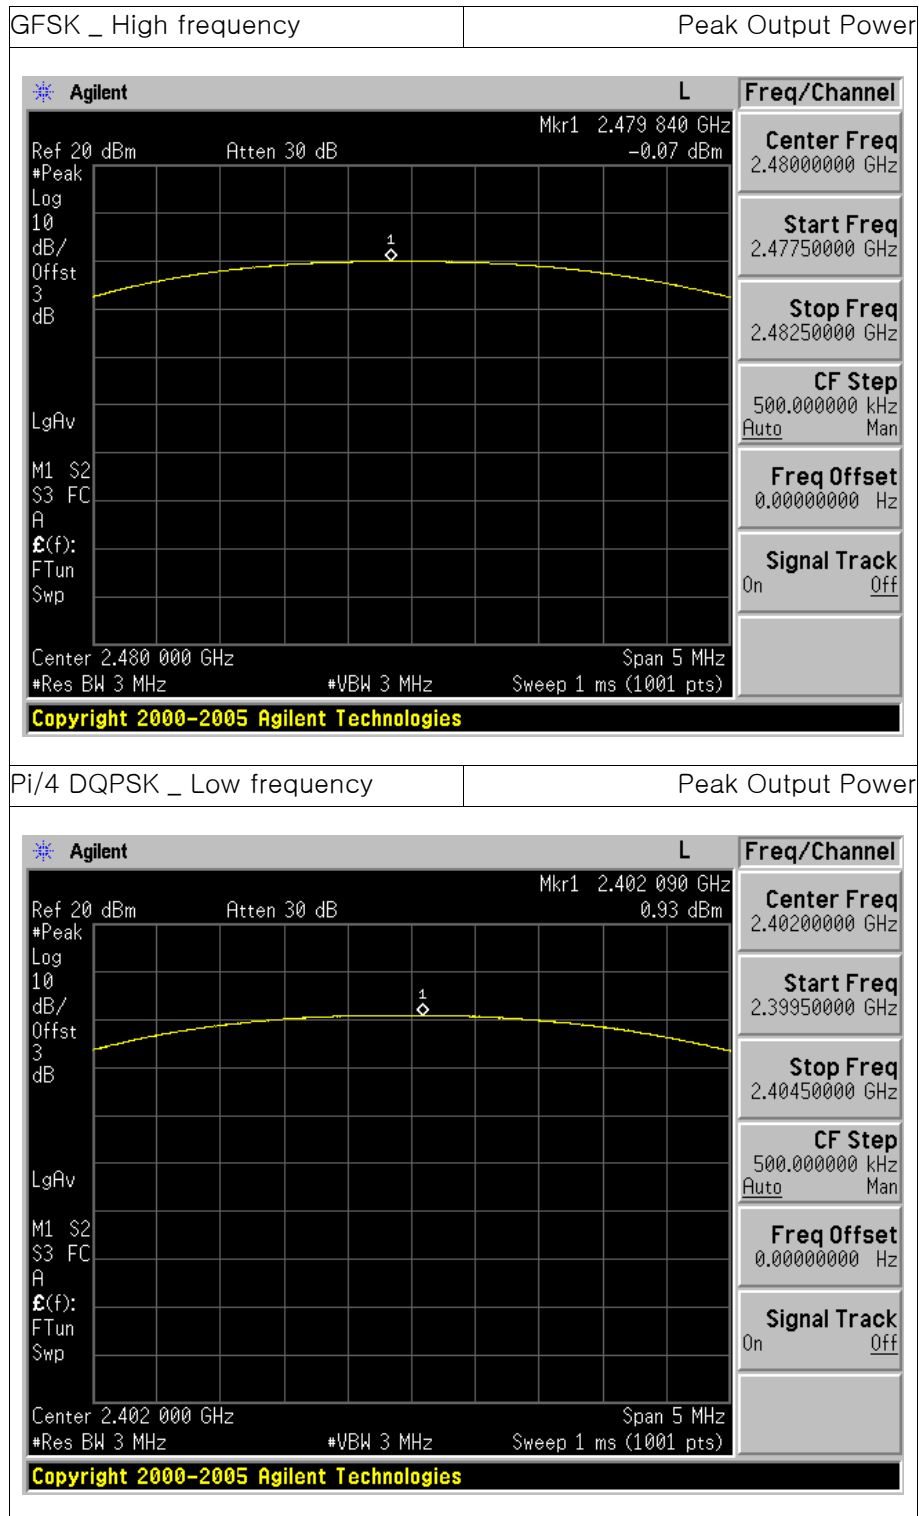 GFSK _ High frequency Peak Output Power
Agilent L Freq/Channel
Mkr1 2.479 840 GHz
Ref 20 dBm Atten 30 dB -0.07 dBm
#Peak
Log
10
dB/
Offst
3
dB
1
LgAv
M1 S2
S3 FC
A
£(f):
FTun
Swp
Center 2.480 000 GHz Span 5 MHz
#Res BW 3 MHz #VBW 3 MHz Sweep 1 ms (1001 pts)
Center Freq
2.48000000 GHz
Start Freq
2.47750000 GHz
Stop Freq
2.48250000 GHz
CF Step
500.000000 kHz
Auto Man
Freq Offset
0.00000000 Hz
Signal Track
On Off
Copyright 2000-2005 Agilent Technologies
Pi/4 DQPSK _ Low frequency Peak Output Power
Agilent L Freq/Channel
Mkr1 2.402 090 GHz
Ref 20 dBm Atten 30 dB 0.93 dBm
#Peak
Log
10
dB/
Offst
3
dB
1
LgAv
M1 S2
S3 FC
A
£(f):
FTun
Swp
Center 2.402 000 GHz Span 5 MHz
#Res BW 3 MHz #VBW 3 MHz Sweep 1 ms (1001 pts)
Center Freq
2.40200000 GHz
Start Freq
2.39950000 GHz
Stop Freq
2.40450000 GHz
CF Step
500.000000 kHz
Auto Man
Freq Offset
0.00000000 Hz
Signal Track
On Off
Copyright 2000-2005 Agilent Technologies